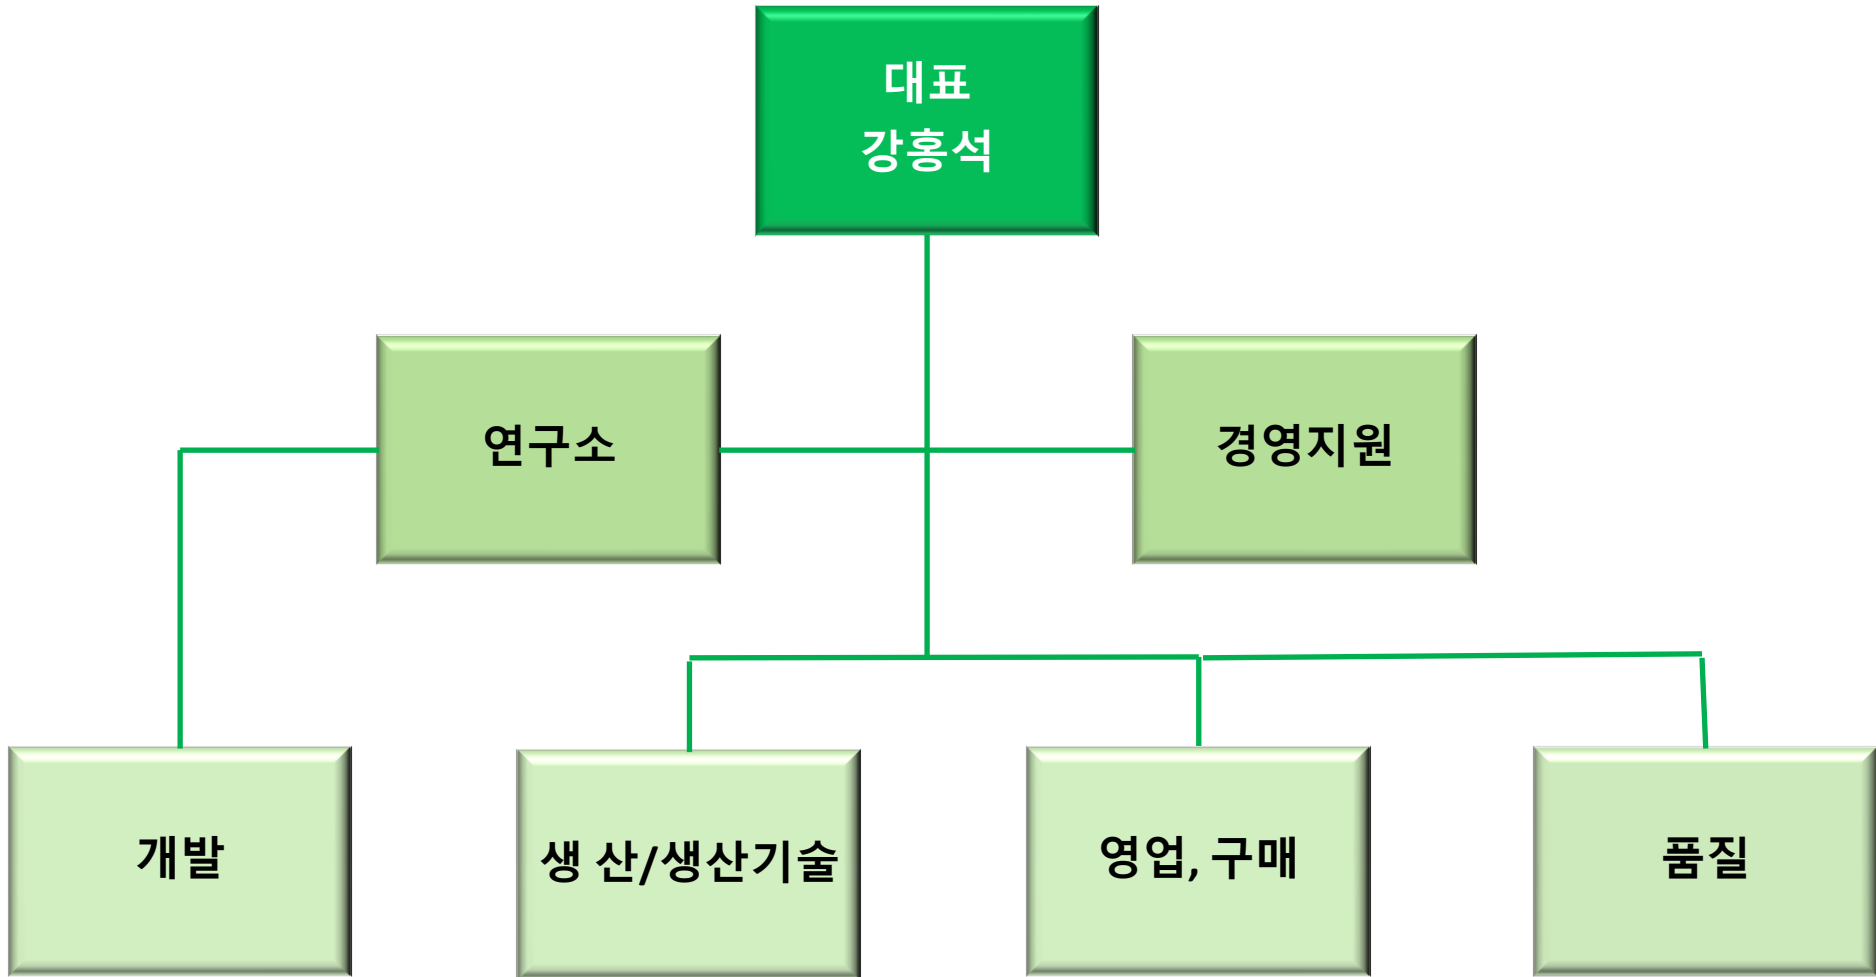 대표
강홍석
연구소
경영지원
개발
생 산/생산기술
영업, 구매
품질